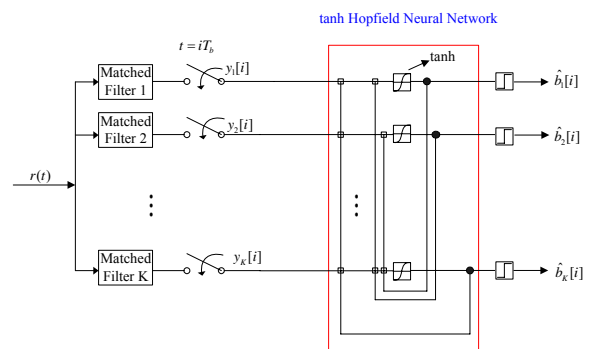 tanh Hopfield Neural Network
t = iT_b
tanh
Matched
Filter 1
y_1[i]
b̂_1[i]
Matched
Filter 2
y_2[i]
b̂_2[i]
r(t)
Matched
Filter K
y_K[i]
b̂_K[i]